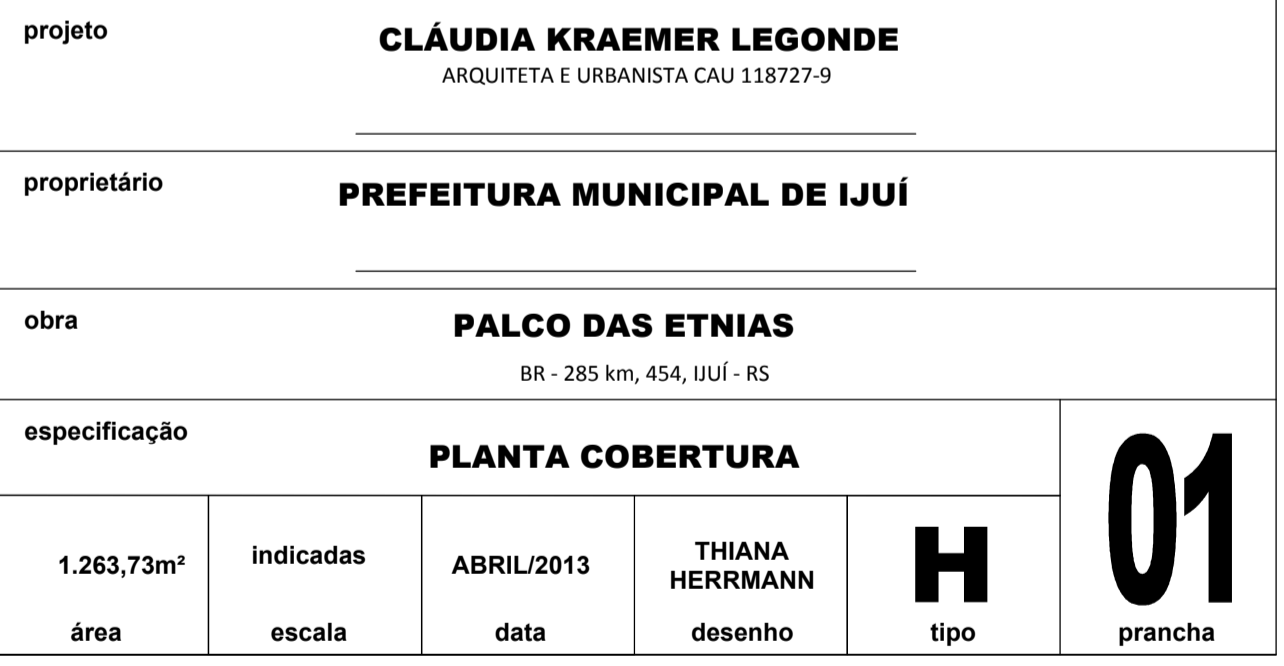 projeto
CLÁUDIA KRAEMER LEGONDE
ARQUITETA E URBANISTA CAU 118727-9
proprietário
PREFEITURA MUNICIPAL DE IJUÍ
obra
PALCO DAS ETNIAS
BR - 285 km, 454, IJUÍ - RS
especificação
PLANTA COBERTURA
1.263,73m²
área
indicadas
escala
ABRIL/2013
data
THIANA
HERRMANN
desenho
H
tipo
01
prancha